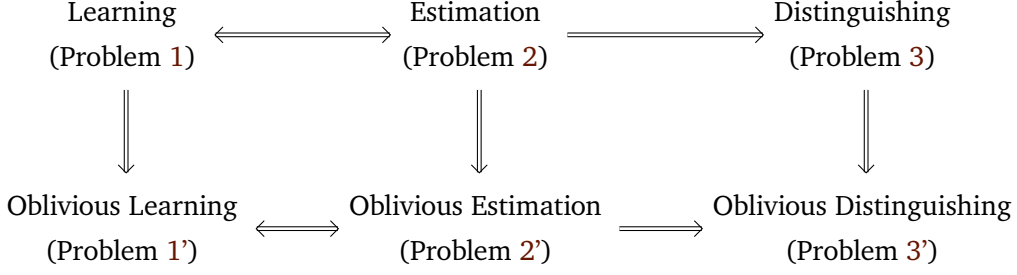 Learning Estimation Distinguishing
(Problem 1) (Problem 2) (Problem 3)
Oblivious Learning Oblivious Estimation Oblivious Distinguishing
(Problem 1') (Problem 2') (Problem 3')